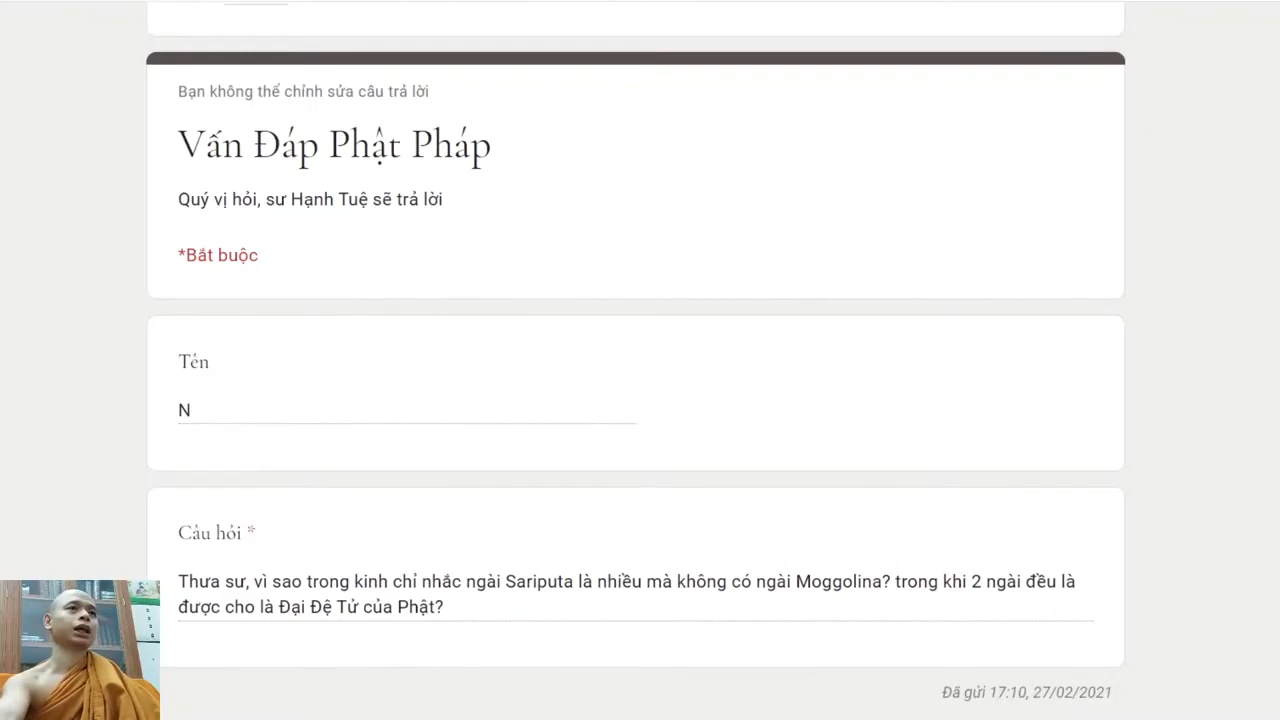 Bạn không thể chỉnh sửa câu trả lời
Vấn Đáp Phật Pháp
Quý vị hỏi, sư Hạnh Tuệ sẽ trả lời
*Bắt buộc
Tên
N
Câu hỏi *
Thưa sư, vì sao trong kinh chỉ nhắc ngài Sariputa là nhiều mà không có ngài Moggolina? trong khi 2 ngài đều là
được cho là Đại Đệ Tử của Phật?
Đã gửi 17:10, 27/02/2021